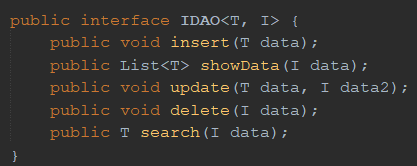 public interface IDAO<T, I> {
    public void insert(T data);
    public List<T> showData(I data);
    public void update(T data, I data2);
    public void delete(I data);
    public T search(I data);
}